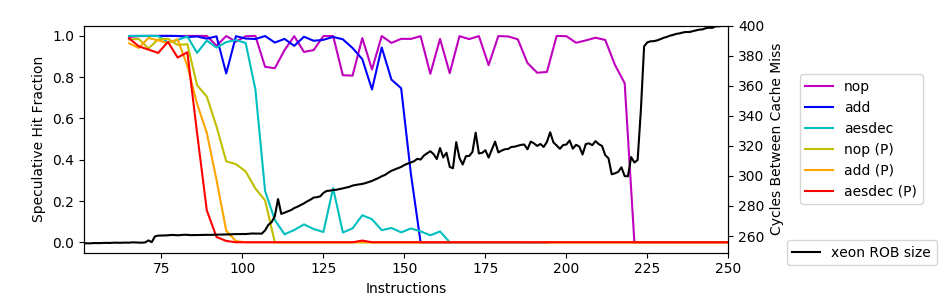 Speculative Hit Fraction
1.0
0.8
0.6
0.4
0.2
0.0
75
100
125
150
175
200
225
250
Instructions
400
380
360
340
320
300
280
260
Cycles Between Cache Miss
nop
add
aesdec
nop (P)
add (P)
aesdec (P)
xeon ROB size